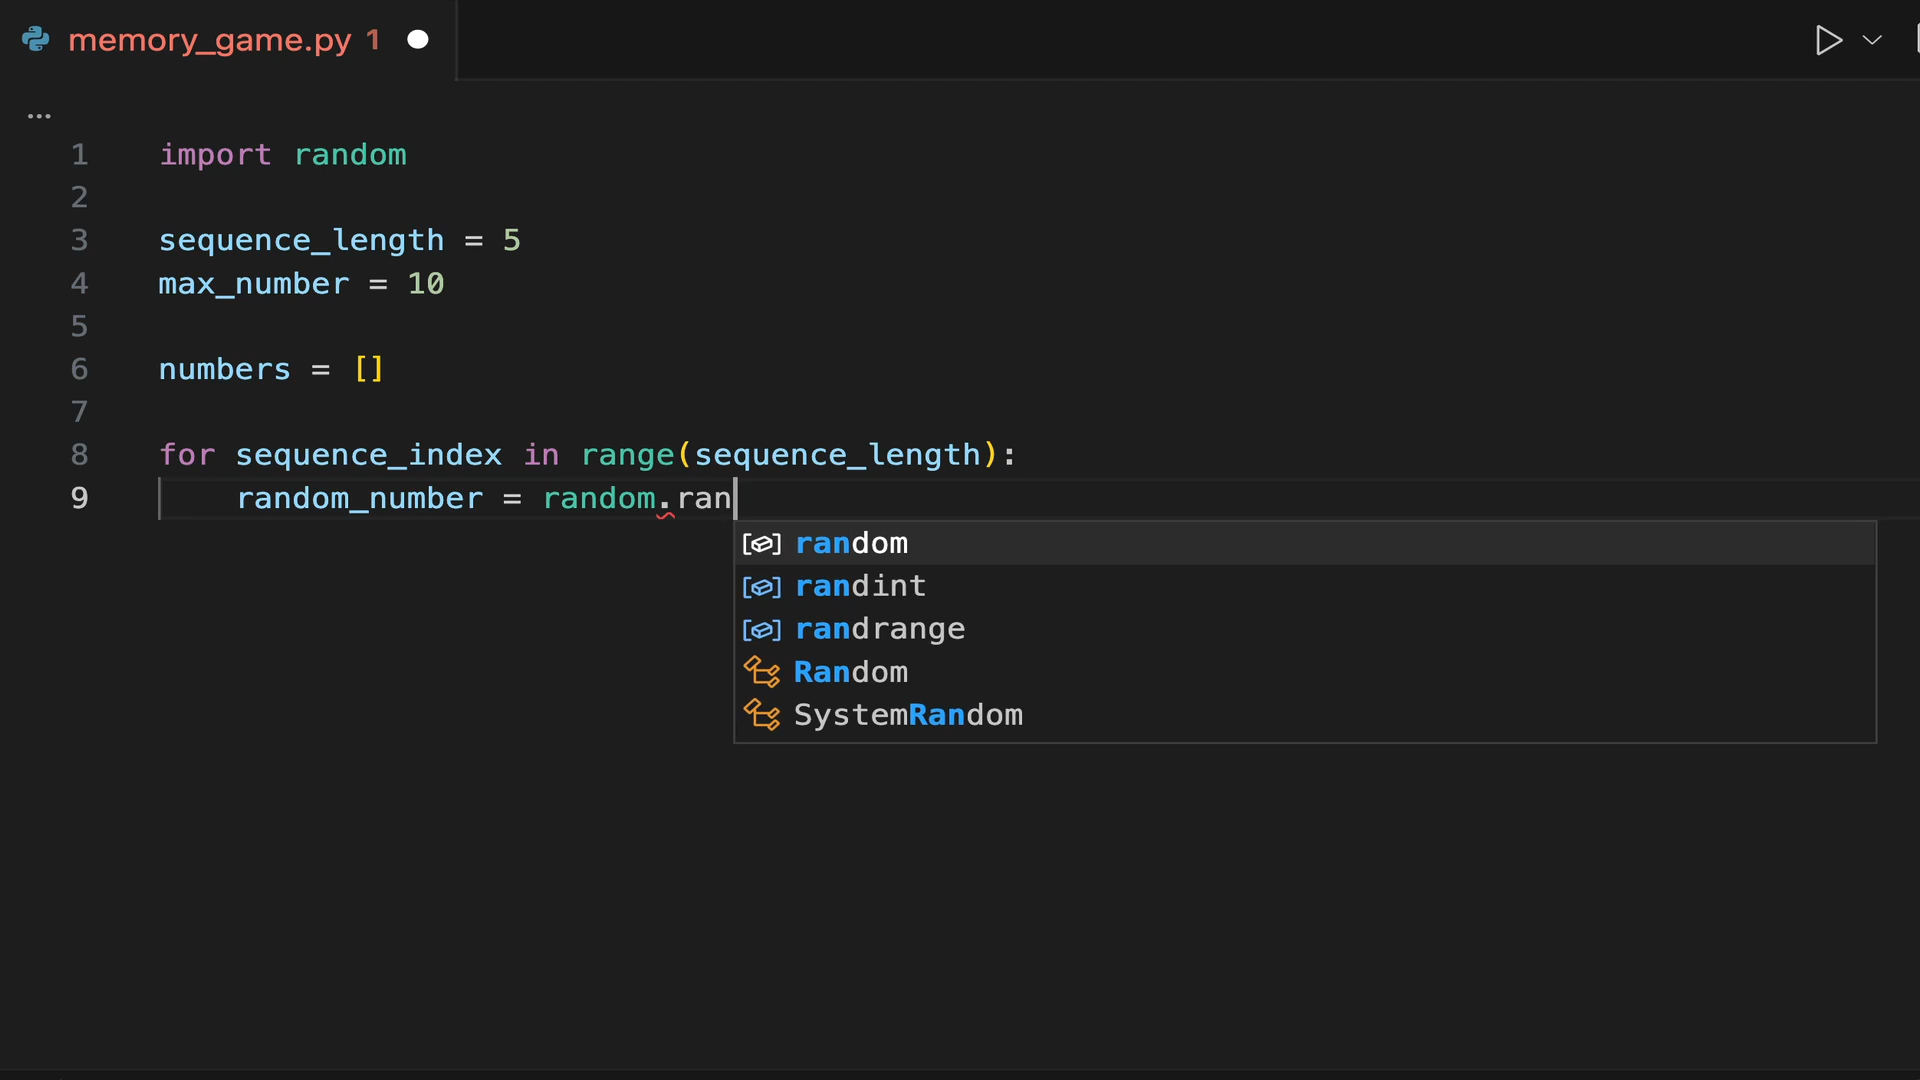 memory_game.py 1
...
1 import random
2
3 sequence_length = 5
4 max_number = 10
5
6 numbers = []
7
8 for sequence_index in range(sequence_length):
9     random_number = random.ran
random
randint
randrange
Random
SystemRandom